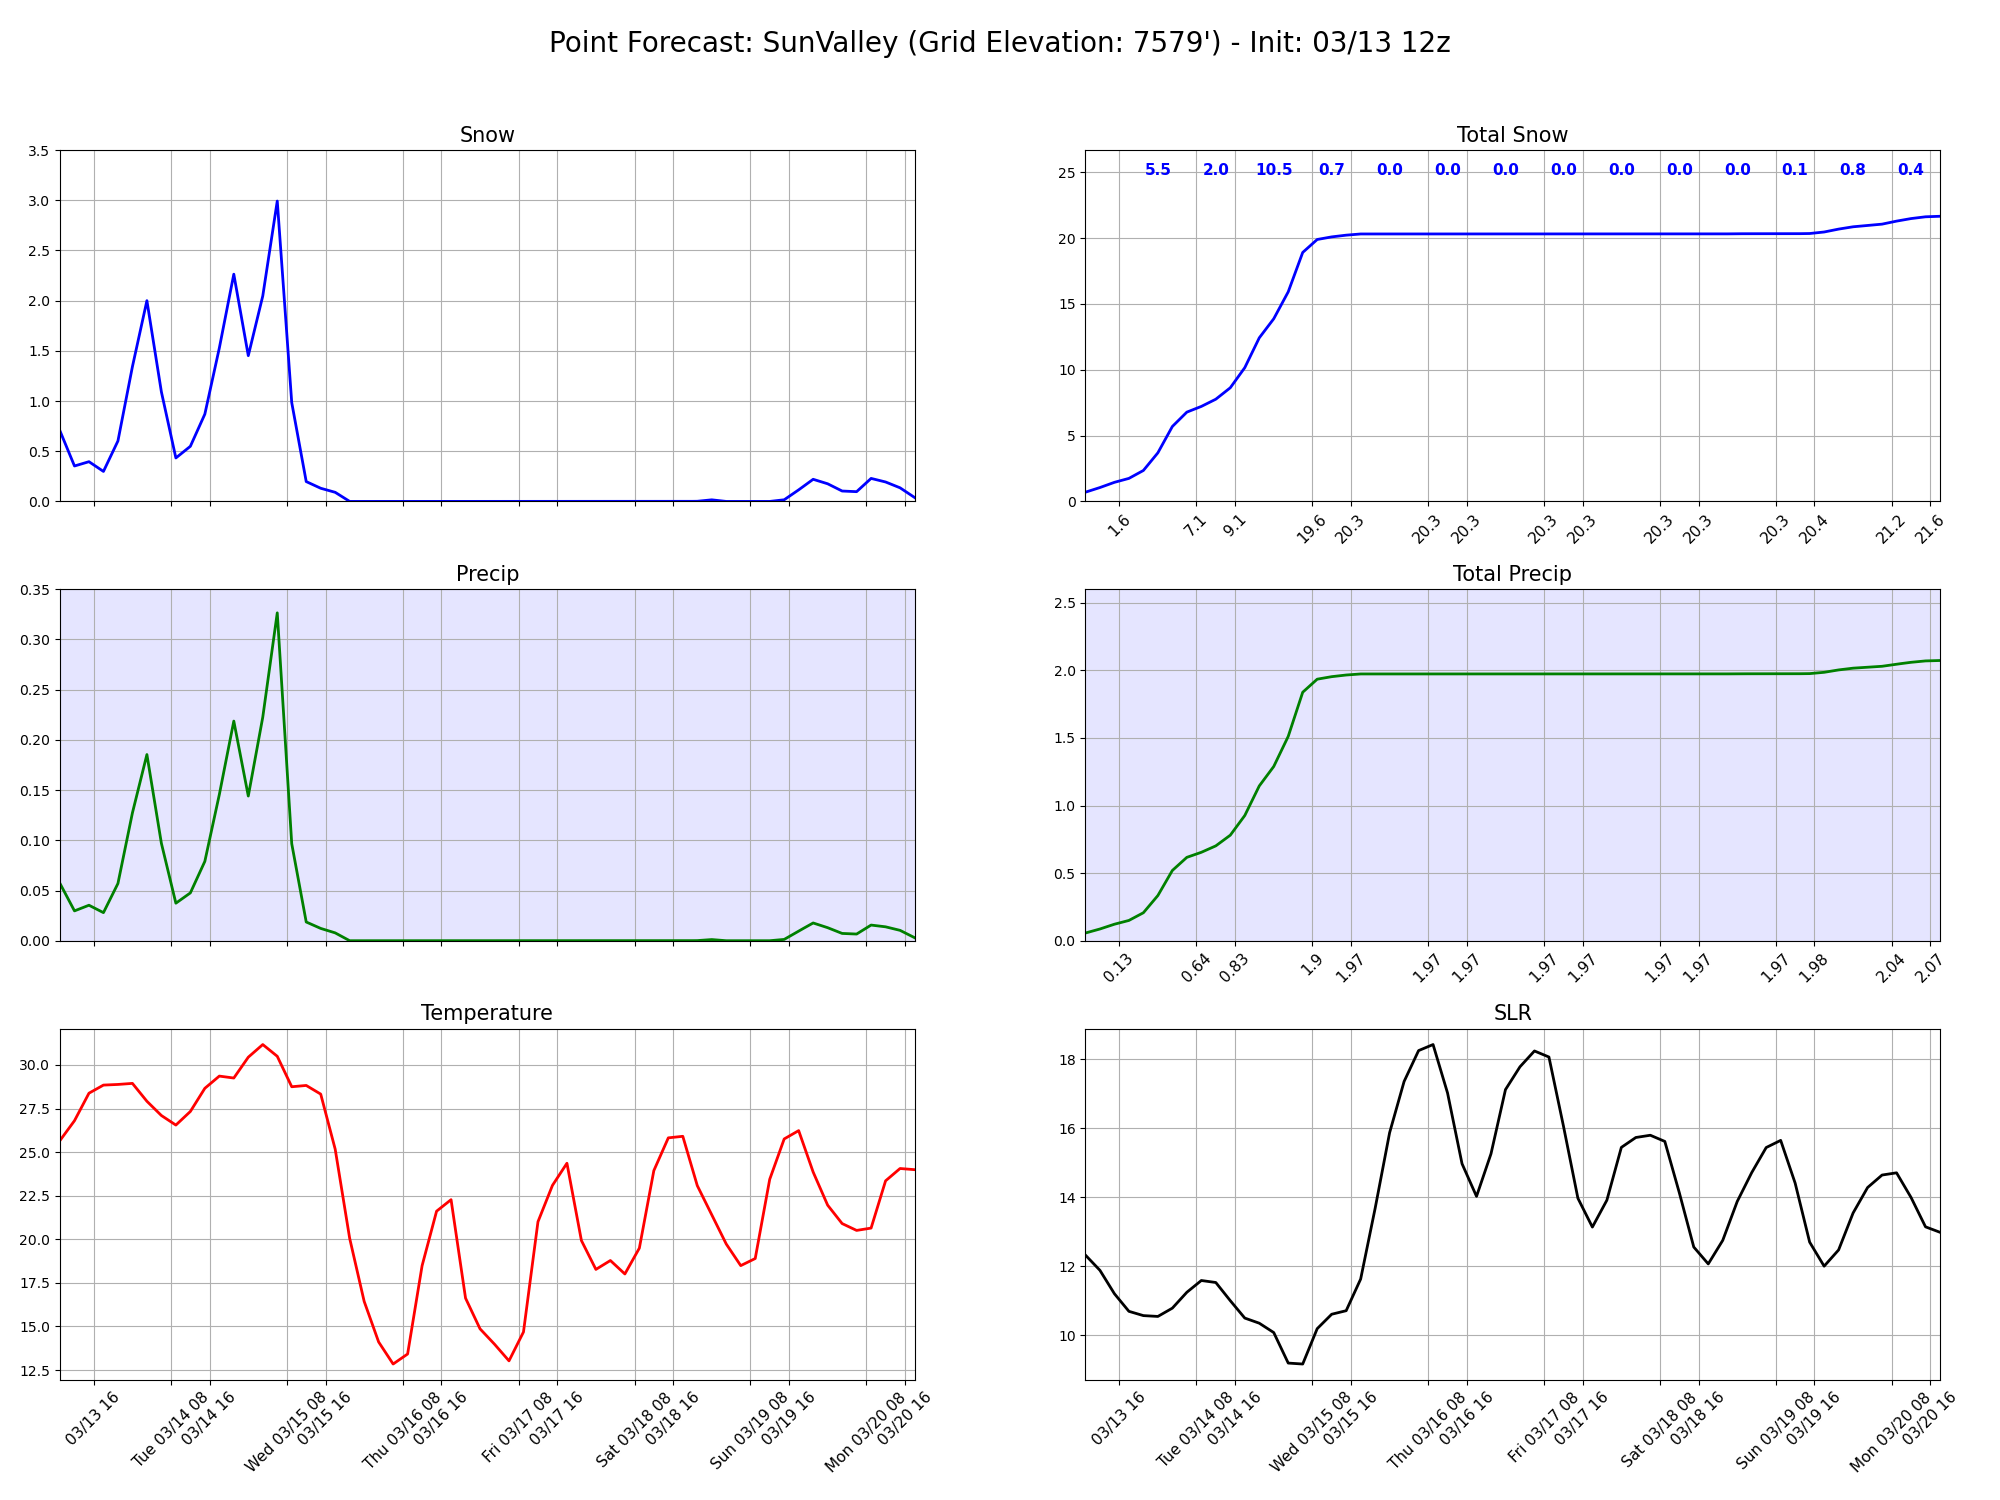 Point Forecast: SunValley (Grid Elevation: 7579') - Init: 03/13 12z
Snow
3.5
3.0
2.5
2.0
1.5
1.0
0.5
0.0
Total Snow
5.5 2.0 10.5 0.7 0.0 0.0 0.0 0.0 0.0 0.0 0.0 0.1 0.8 0.4
25
20
15
10
5
0
1.6 7.1 9.1 19.6 20.3 20.3 20.3 20.3 20.3 20.3 20.3 20.3 20.4 21.2 21.6
Precip
0.35
0.30
0.25
0.20
0.15
0.10
0.05
0.00
Total Precip
2.5
2.0
1.5
1.0
0.5
0.0
0.13 0.64 0.83 1.9 1.97 1.97 1.97 1.97 1.97 1.97 1.97 1.97 1.98 2.04 2.07
Temperature
30.0
27.5
25.0
22.5
20.0
17.5
15.0
12.5
03/13 16
Tue 03/14 08
03/14 16
Wed 03/15 08
03/15 16
Thu 03/16 08
03/16 16
Fri 03/17 08
03/17 16
Sat 03/18 08
03/18 16
Sun 03/19 08
03/19 16
Mon 03/20 08
03/20 16
SLR
18
16
14
12
10
03/13 16
Tue 03/14 08
03/14 16
Wed 03/15 08
03/15 16
Thu 03/16 08
03/16 16
Fri 03/17 08
03/17 16
Sat 03/18 08
03/18 16
Sun 03/19 08
03/19 16
Mon 03/20 08
03/20 16